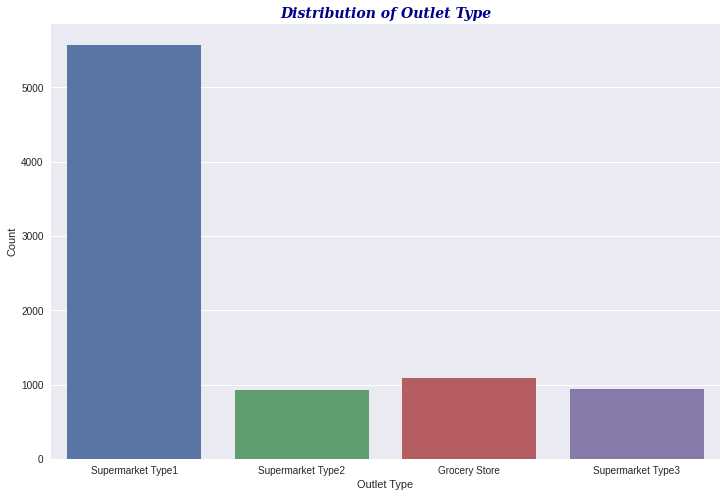 Distribution of Outlet Type
5000
4000
3000
2000
1000
0
Count
Supermarket Type1
Supermarket Type2
Grocery Store
Supermarket Type3
Outlet Type